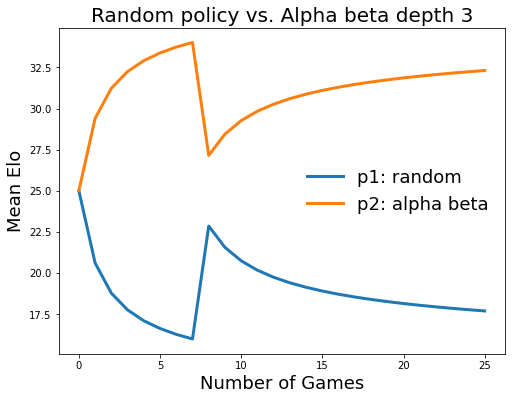 Random policy vs. Alpha beta depth 3
Mean Elo
32.5
30.0
27.5
25.0
22.5
20.0
17.5
p1: random
p2: alpha beta
0 5 10 15 20 25
Number of Games